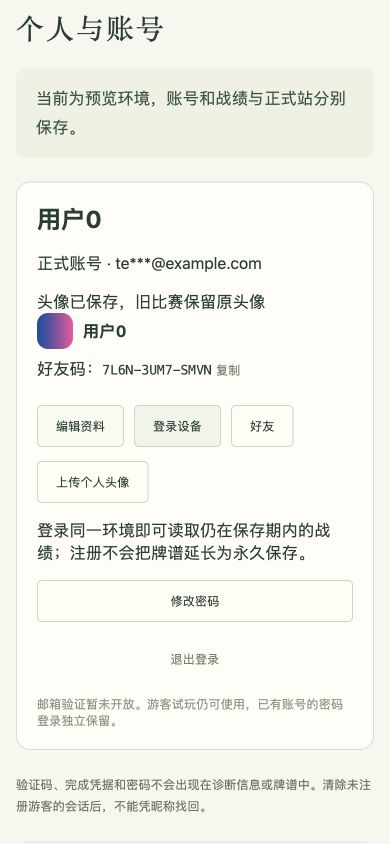 个人与账号
当前为预览环境，账号和战绩与正式站分别
保存。
用户0
正式账号 · te***@example.com
头像已保存，旧比赛保留原头像
用户0
好友码：7L6N-3UM7-SMVN 复制
编辑资料 登录设备 好友
上传个人头像
登录同一环境即可读取仍在保存期内的战
绩；注册不会把牌谱延长为永久保存。
修改密码
退出登录
邮箱验证暂未开放。游客试玩仍可使用，已有账号的密码
登录独立保留。
验证码、完成凭据和密码不会出现在诊断信息或牌谱中。清除未注
册游客的会话后，不能凭昵称找回。